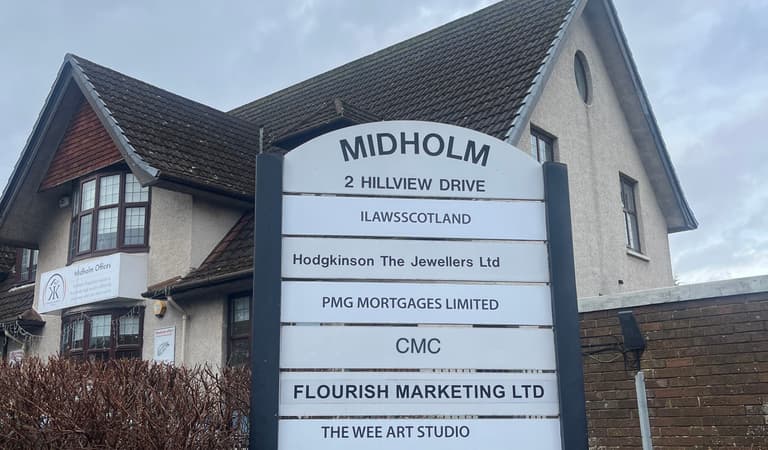 MIDHOLM
2 HILLVIEW DRIVE
ILAWSSCOTLAND
Hodgkinson The Jewellers Ltd
PMG MORTGAGES LIMITED
CMC
FLOURISH MARKETING LTD
THE WEE ART STUDIO
Midholm Offices